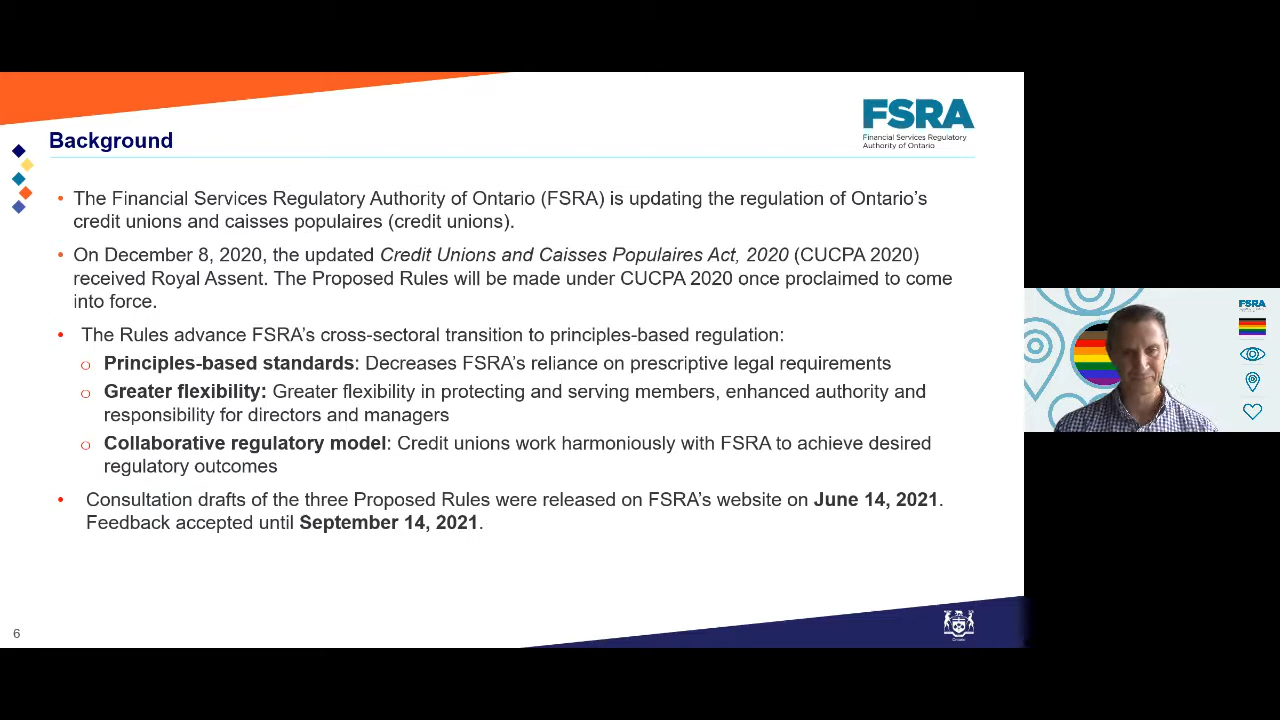 FSRA
Financial Services Regulatory
Authority of Ontario
Background
• The Financial Services Regulatory Authority of Ontario (FSRA) is updating the regulation of Ontario’s
credit unions and caisses populaires (credit unions).
• On December 8, 2020, the updated Credit Unions and Caisses Populaires Act, 2020 (CUCPA 2020)
received Royal Assent. The Proposed Rules will be made under CUCPA 2020 once proclaimed to come
into force.
• The Rules advance FSRA’s cross-sectoral transition to principles-based regulation:
o Principles-based standards: Decreases FSRA’s reliance on prescriptive legal requirements
o Greater flexibility: Greater flexibility in protecting and serving members, enhanced authority and
responsibility for directors and managers
o Collaborative regulatory model: Credit unions work harmoniously with FSRA to achieve desired
regulatory outcomes
• Consultation drafts of the three Proposed Rules were released on FSRA’s website on June 14, 2021.
Feedback accepted until September 14, 2021.
6
Ontario
FSRA